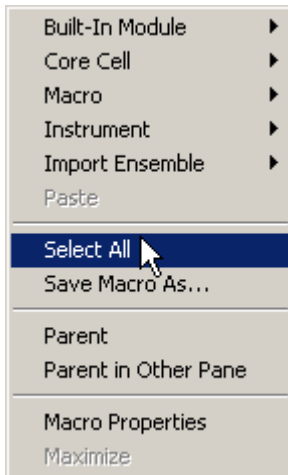 Built-In Module
Core Cell
Macro
Instrument
Import Ensemble
Paste
Select All
Save Macro As...
Parent
Parent in Other Pane
Macro Properties
Maximize